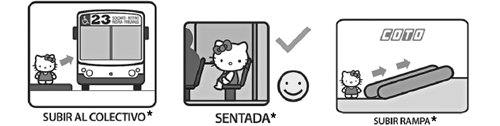 23
COTO
SUBIR AL COLECTIVO*
SENTADA*
SUBIR RAMPA*